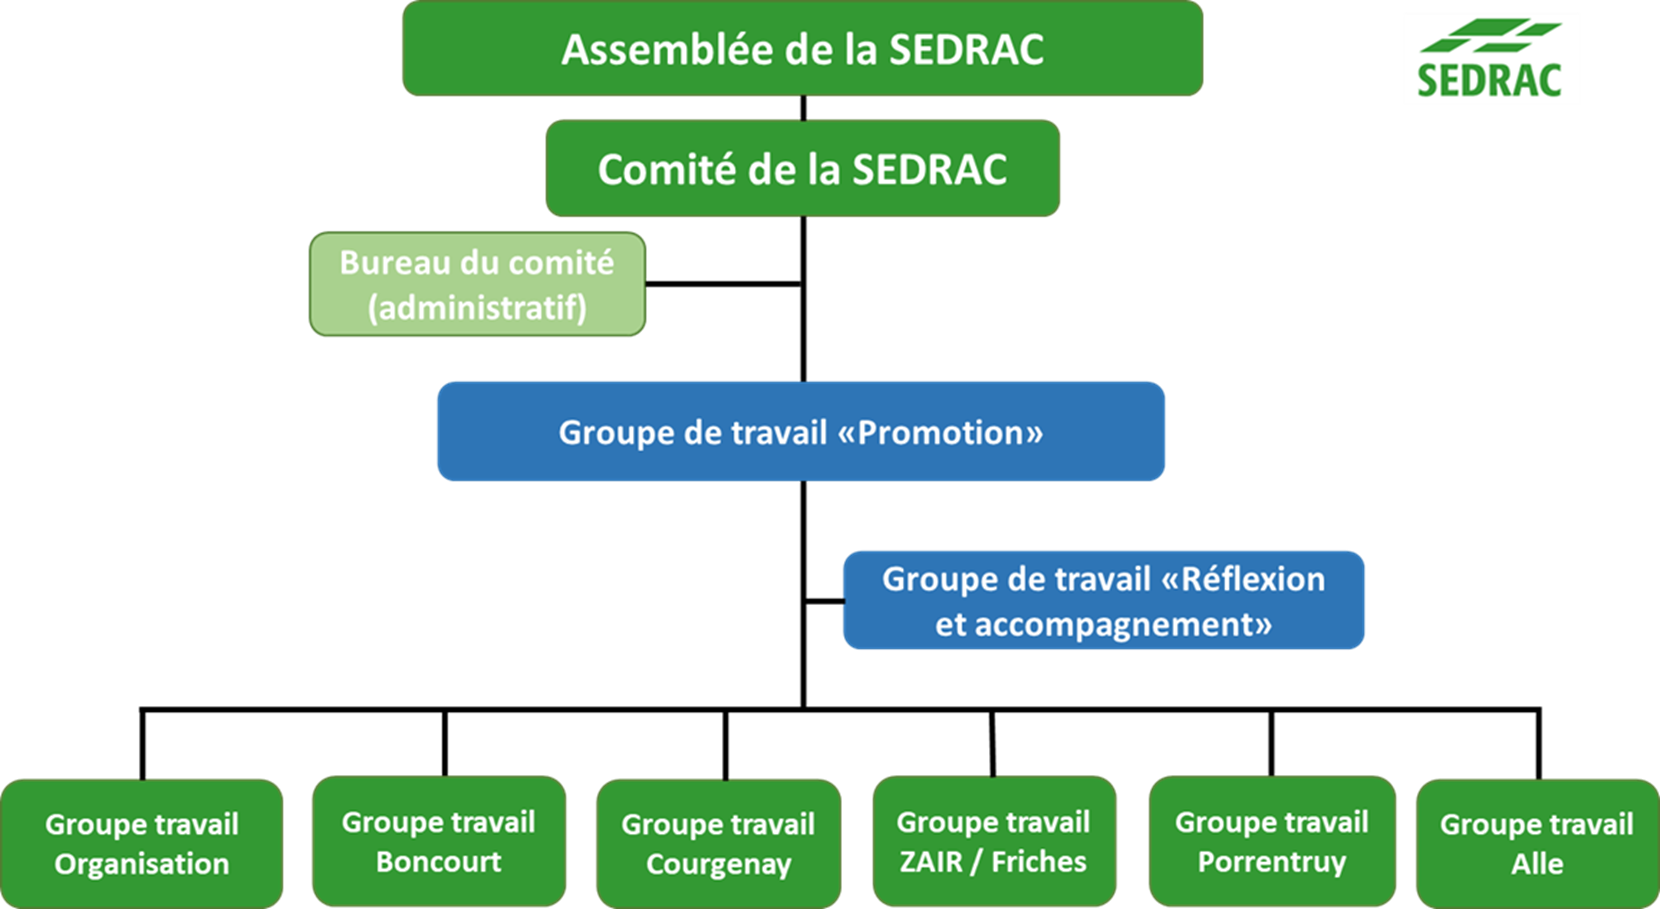 Assemblée de la SEDRAC
SEDRAC
Comité de la SEDRAC
Bureau du comité
(administratif)
Groupe de travail «Promotion»
Groupe de travail «Réflexion
et accompagnement»
Groupe travail
Organisation
Groupe travail
Boncourt
Groupe travail
Courgenay
Groupe travail
ZAIR / Friches
Groupe travail
Porrentruy
Groupe travail
Alle